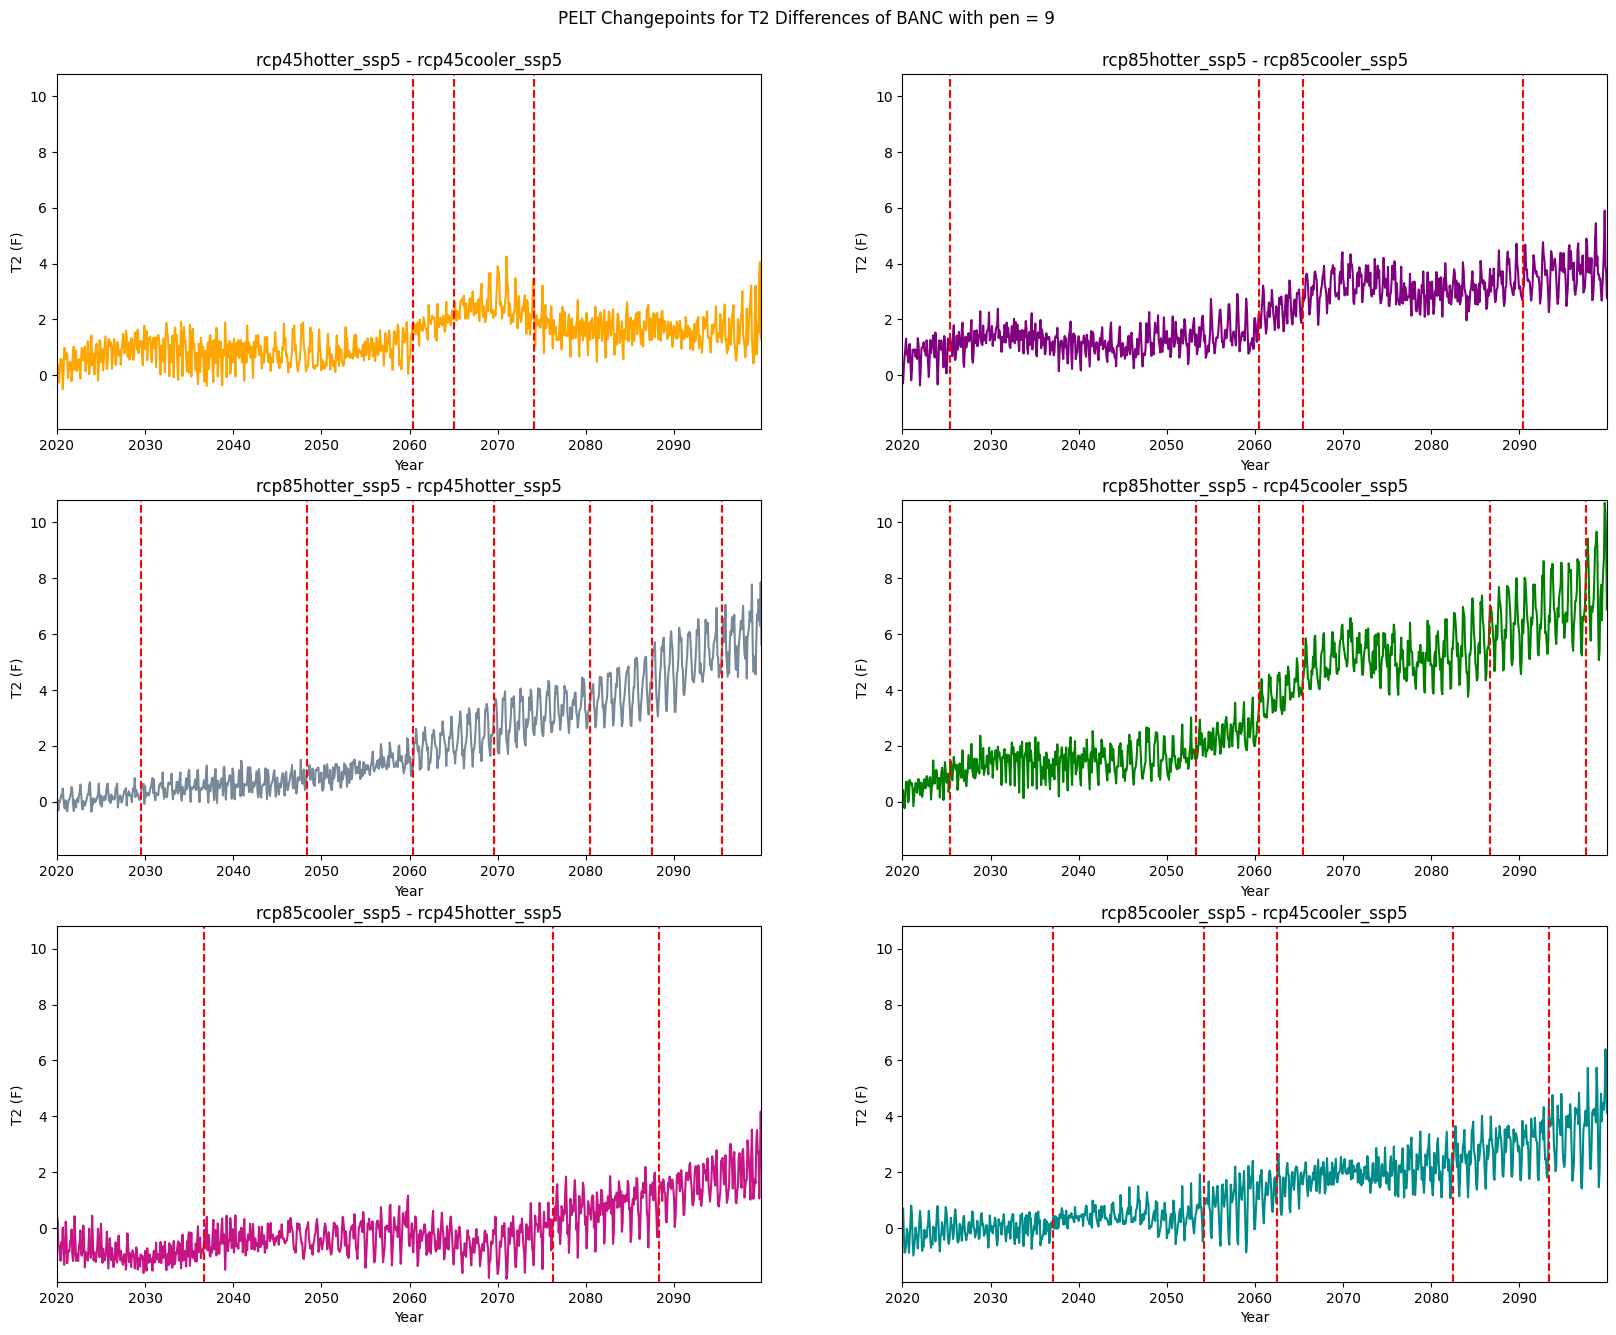 PELT Changepoints for T2 Differences of BANC with pen = 9
rcp45hotter_ssp5 - rcp45cooler_ssp5
10
8
6
4
2
0
T2 (F)
2020 2030 2040 2050 2060 2070 2080 2090
Year
rcp85hotter_ssp5 - rcp85cooler_ssp5
10
8
6
4
2
0
T2 (F)
2020 2030 2040 2050 2060 2070 2080 2090
Year
rcp85hotter_ssp5 - rcp45hotter_ssp5
10
8
6
4
2
0
T2 (F)
2020 2030 2040 2050 2060 2070 2080 2090
Year
rcp85hotter_ssp5 - rcp45cooler_ssp5
10
8
6
4
2
0
T2 (F)
2020 2030 2040 2050 2060 2070 2080 2090
Year
rcp85cooler_ssp5 - rcp45hotter_ssp5
10
8
6
4
2
0
T2 (F)
2020 2030 2040 2050 2060 2070 2080 2090
Year
rcp85cooler_ssp5 - rcp45cooler_ssp5
10
8
6
4
2
0
T2 (F)
2020 2030 2040 2050 2060 2070 2080 2090
Year